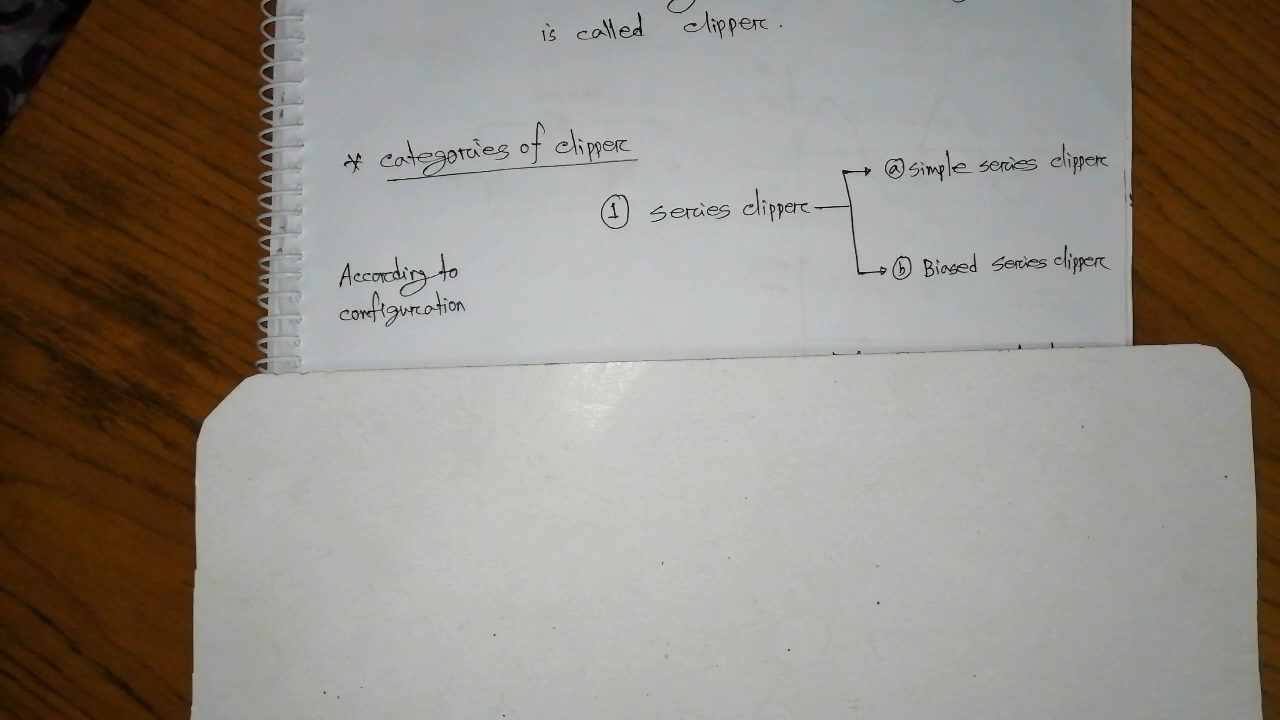 is called clipper.
* categories of clipper
① series clipper
ⓐ simple series clipper
ⓑ Biased series clipper
According to
configuration